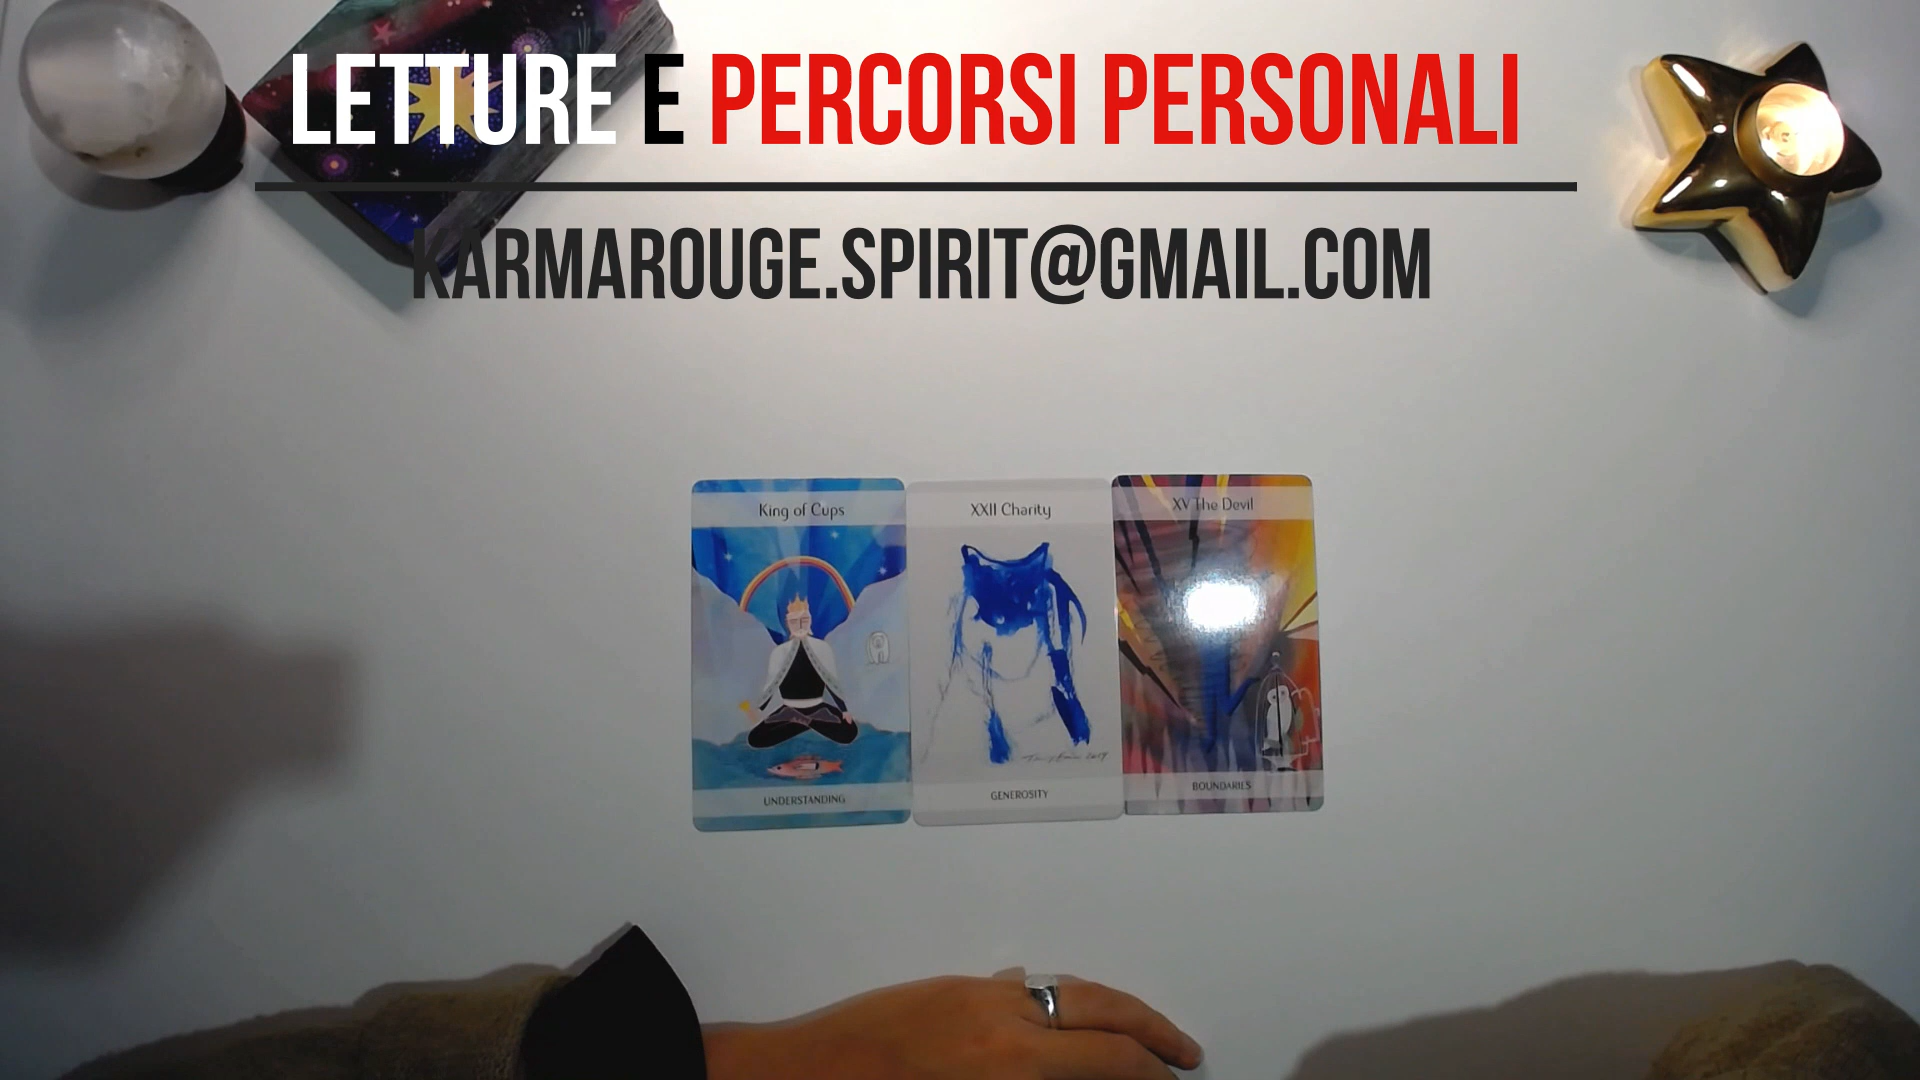 LETTURE E PERCORSI PERSONALI
KARMAROUGE.SPIRIT@GMAIL.COM
King of Cups
XXII Charity
XV The Devil
UNDERSTANDING
GENEROSITY
BOUNDARIES